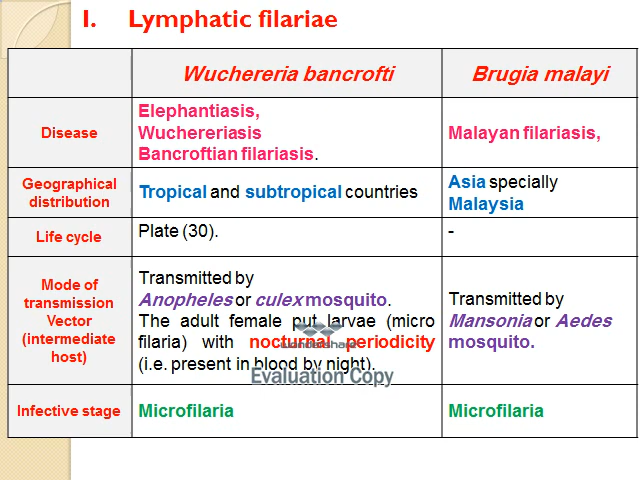 I. Lymphatic filariae
Wuchereria bancrofti Brugia malayi
Disease
Elephantiasis,
Wuchereriasis
Bancroftian filariasis.
Malayan filariasis,
Geographical
distribution
Tropical and subtropical countries
Asia specially
Malaysia
Life cycle
Plate (30).
-
Mode of
transmission
Vector
(intermediate
host)
Transmitted by
Anopheles or culex mosquito.
The adult female put larvae (micro
filaria) with nocturnal periodicity
(i.e. present in blood by night).
Transmitted by
Mansonia or Aedes
mosquito.
Infective stage
Microfilaria
Microfilaria
wondershare
Evaluation Copy